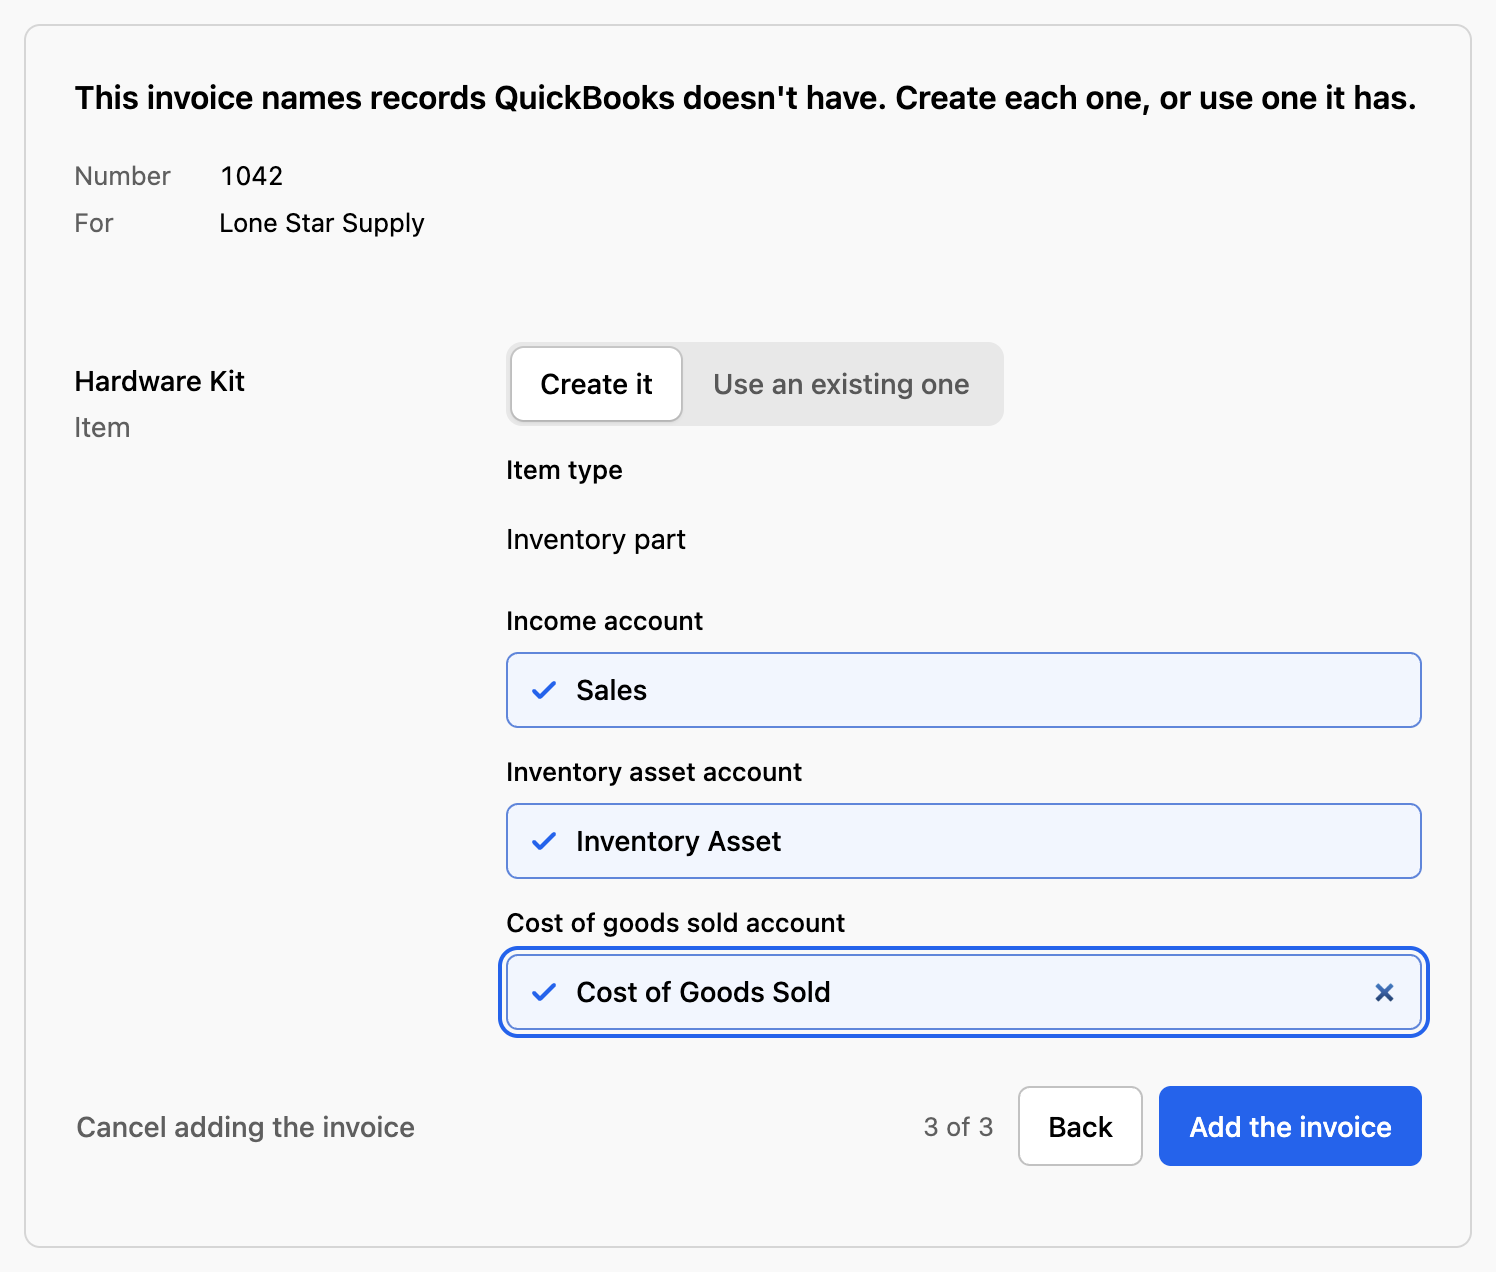 This invoice names records QuickBooks doesn't have. Create each one, or use one it has.
Number 1042
For Lone Star Supply
Hardware Kit
Item
Create it Use an existing one
Item type
Inventory part
Income account
Sales
Inventory asset account
Inventory Asset
Cost of goods sold account
Cost of Goods Sold
Cancel adding the invoice 3 of 3 Back Add the invoice